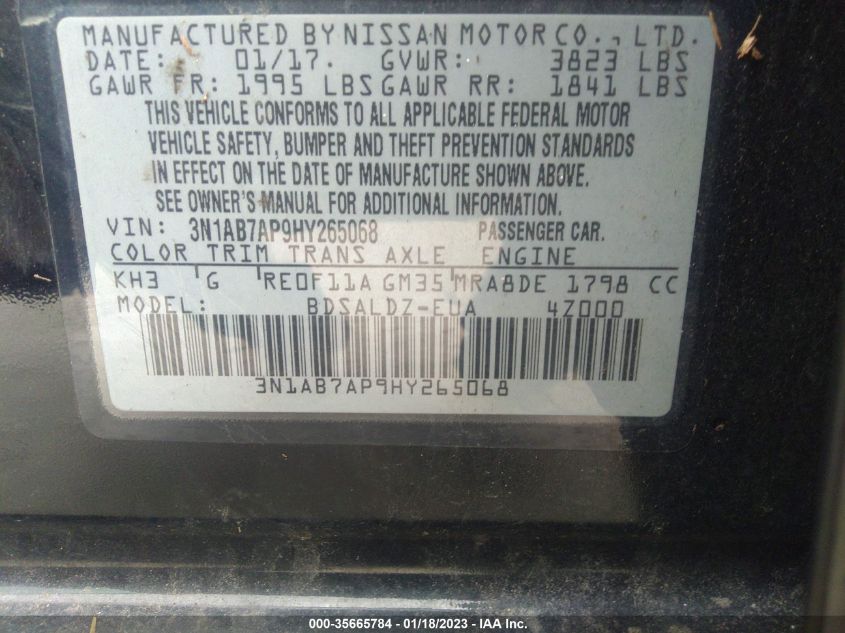 MANUFACTURED BY NISSAN MOTOR CO., LTD.
DATE: 01/17. GVWR: 3823 LBS
GAWR FR: 1995 LBS GAWR RR: 1841 LBS
THIS VEHICLE CONFORMS TO ALL APPLICABLE FEDERAL MOTOR
VEHICLE SAFETY, BUMPER AND THEFT PREVENTION STANDARDS
IN EFFECT ON THE DATE OF MANUFACTURE SHOWN ABOVE.
SEE OWNER'S MANUAL FOR ADDITIONAL INFORMATION.
VIN: 3N1AB7AP9HY265068 PASSENGER CAR.
COLOR TRIM TRANS AXLE ENGINE
KH3 G RE0F11A GM35 MRA8DE 1798 CC
MODEL: BDSALDZ-EUA 4Z000
3N1AB7AP9HY265068
000-35665784 - 01/18/2023 - IAA Inc.